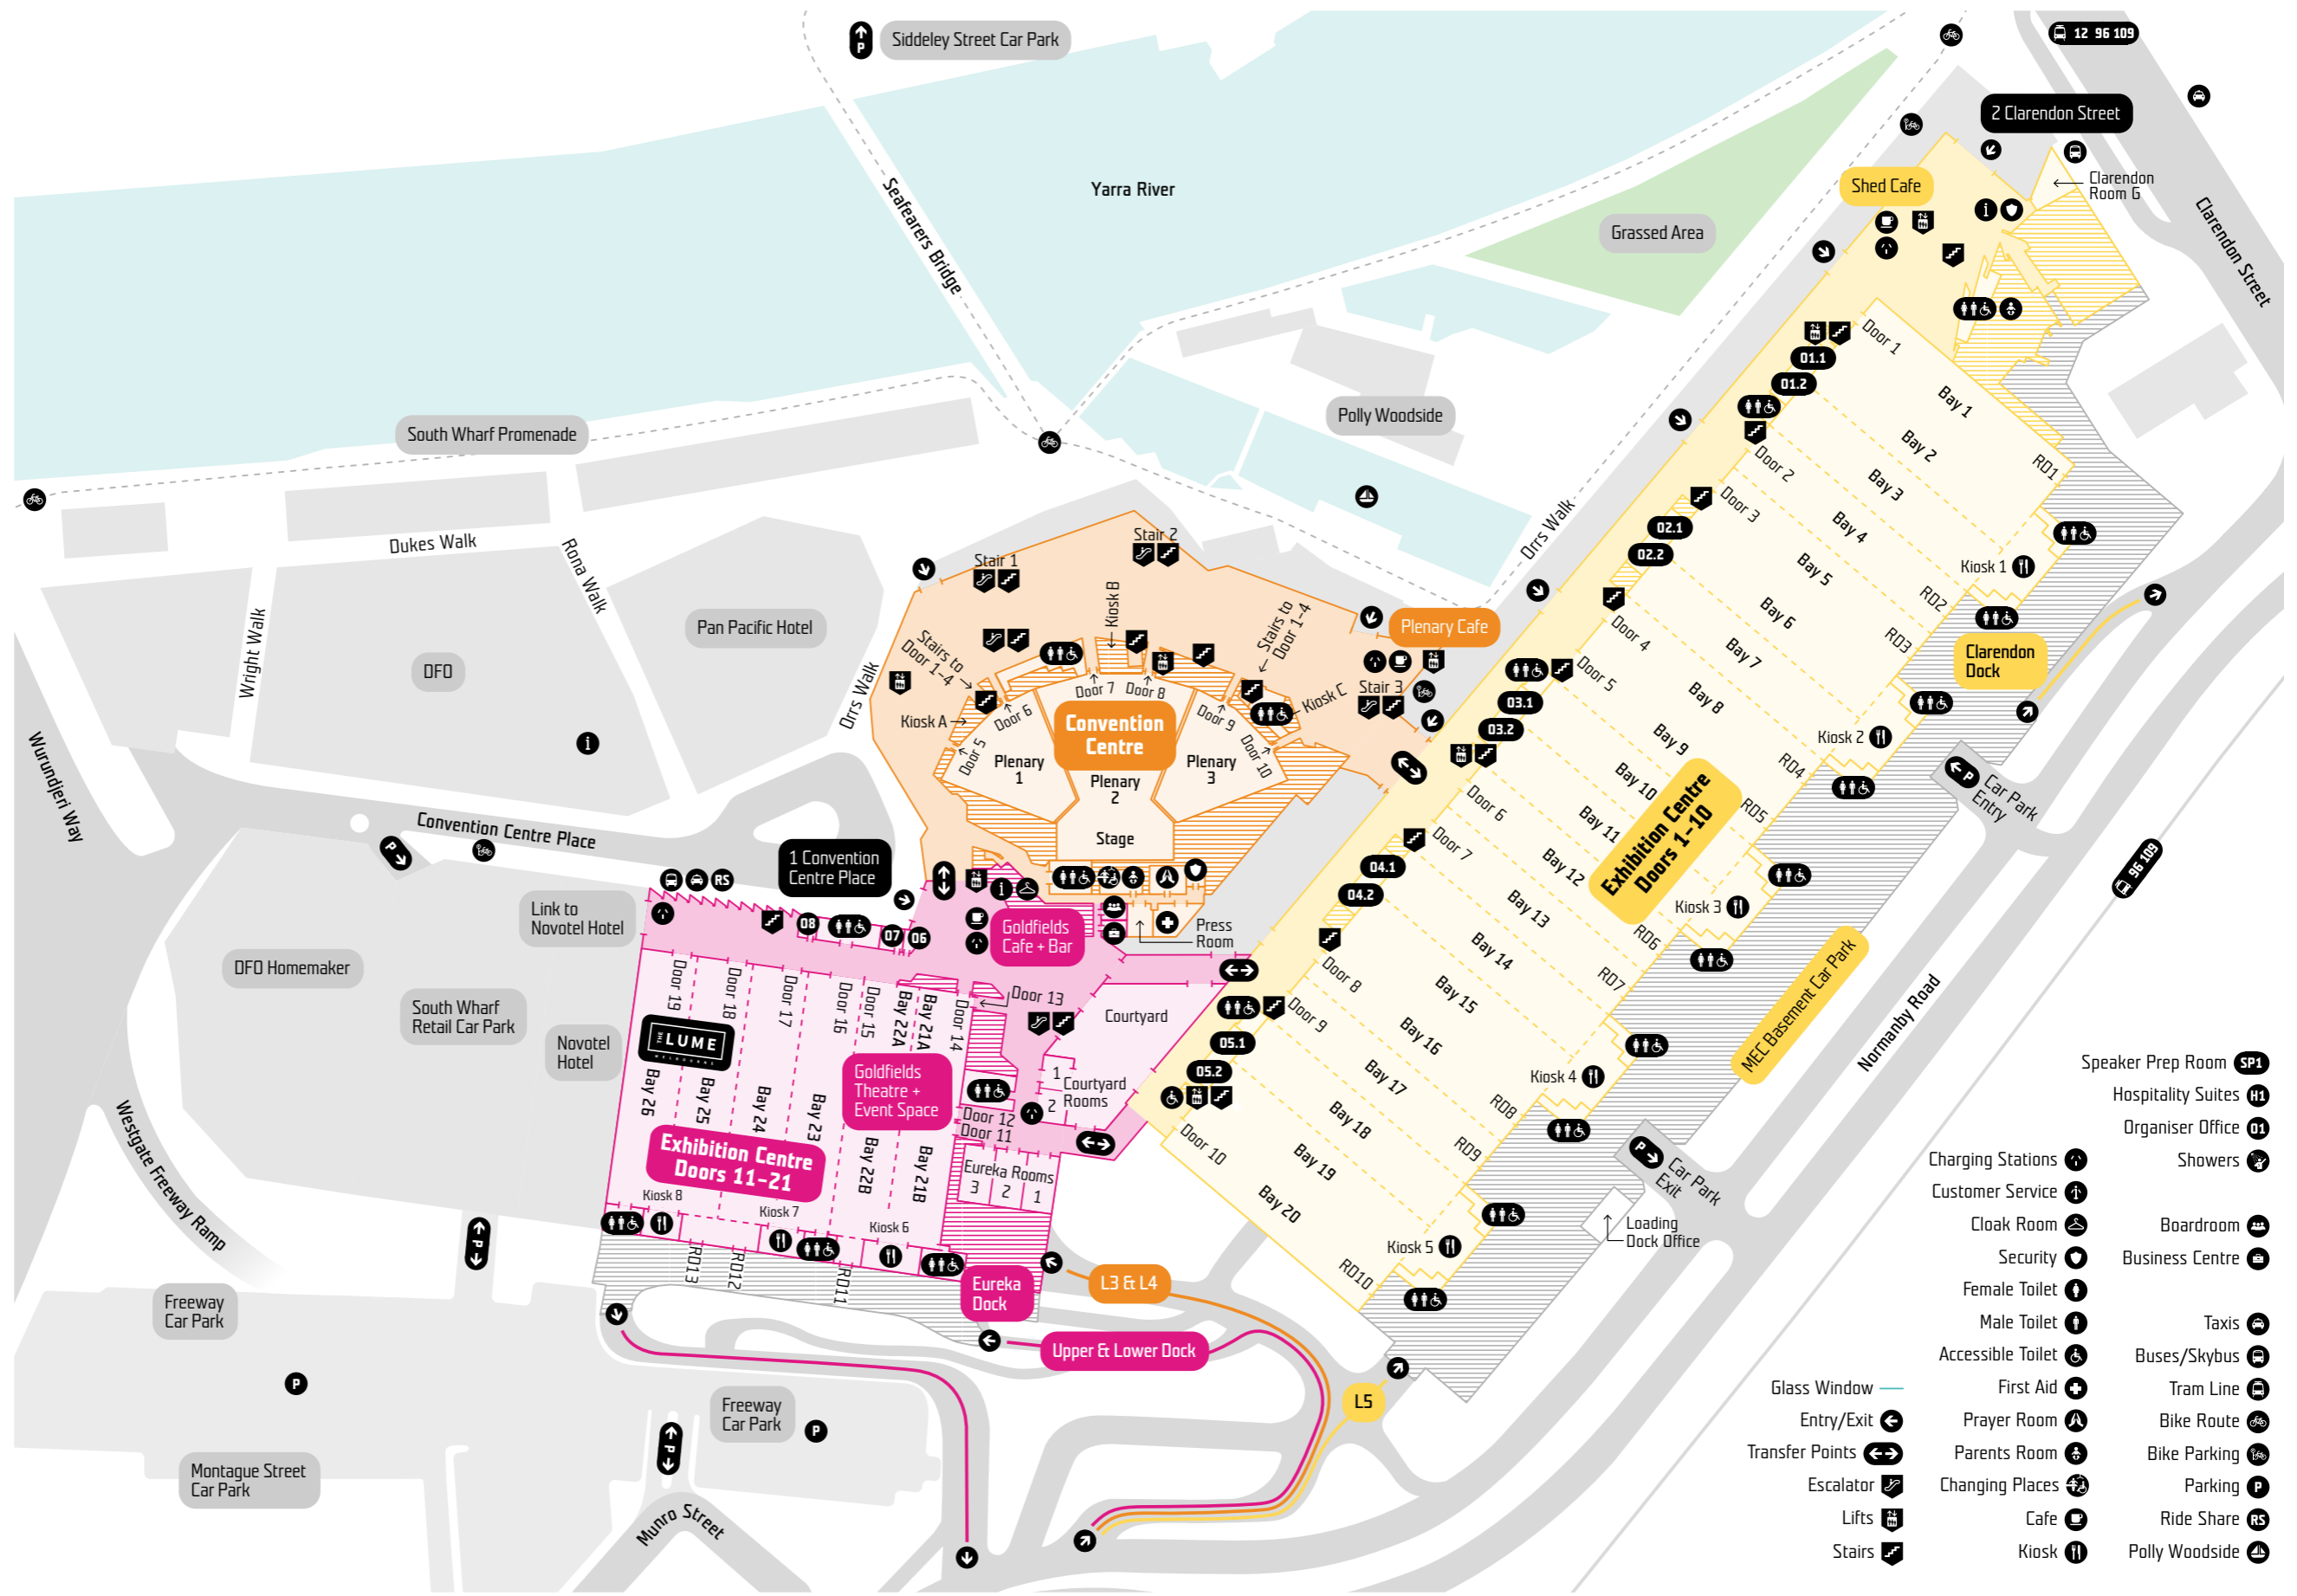 P
Siddeley Street Car Park
12 96 109
2 Clarendon Street
Clarendon
Room G
Clarendon Street
Shed Cafe
Yarra River
Seafearers Bridge
Grassed Area
Polly Woodside
South Wharf Promenade
Dukes Walk
Rona Walk
Wright Walk
Orrs Walk
Orrs Walk
Pan Pacific Hotel
DFO
Wurundjeri Way
Convention Centre Place
P
1 Convention
Centre Place
RS
Link to
Novotel Hotel
DFO Homemaker
South Wharf
Retail Car Park
Novotel
Hotel
Westgate Freeway Ramp
Freeway
Car Park
P
Montague Street
Car Park
P
Freeway
Car Park
P
P
Munro Street
Stair 1
Stair 2
Stair 3
Kiosk B
Stairs to
Door 1-4
Stairs to
Door 1-4
Plenary Cafe
Kiosk A
Kiosk C
Door 5
Door 6
Door 7
Door 8
Door 9
Door 10
Convention
Centre
Plenary
1
Plenary
2
Plenary
3
Stage
Press
Room
Goldfields
Cafe + Bar
08
07
06
Door 19
Door 18
Door 17
Door 16
Door 15
Bay 22A
Bay 21A
Door 14
Door 13
Courtyard
1
2
Courtyard
Rooms
THE
LUME
MELBOURNE
Goldfields
Theatre +
Event Space
Bay 26
Bay 25
Bay 24
Bay 23
Bay 22B
Bay 21B
Door 12
Door 11
Eureka Rooms
3
2
1
Exhibition Centre
Doors 11-21
Kiosk 8
Kiosk 7
Kiosk 6
RD13
RD12
RD11
Eureka
Dock
L3 & L4
Upper & Lower Dock
L5
Door 1
01.1
01.2
Door 2
Door 3
02.1
02.2
Door 4
Door 5
03.1
03.2
Door 6
Door 7
04.1
04.2
Door 8
Door 9
05.1
05.2
Door 10
Bay 1
Bay 2
Bay 3
Bay 4
Bay 5
Bay 6
Bay 7
Bay 8
Bay 9
Bay 10
Bay 11
Bay 12
Bay 13
Bay 14
Bay 15
Bay 16
Bay 17
Bay 18
Bay 19
Bay 20
Exhibition Centre
Doors 1-10
RD1
RD2
RD3
RD4
RD5
RD6
RD7
RD8
RD9
RD10
Kiosk 1
Kiosk 2
Kiosk 3
Kiosk 4
Kiosk 5
Clarendon
Dock
P
Car Park
Entry
96 109
MEC Basement Car Park
Normanby Road
P
Car Park
Exit
Loading
Dock Office
Speaker Prep Room SP1
Hospitality Suites H1
Organiser Office 01
Charging Stations
Showers
Customer Service
Cloak Room
Boardroom
Security
Business Centre
Female Toilet
Male Toilet
Taxis
Accessible Toilet
Buses/Skybus
Glass Window
First Aid
Tram Line
Entry/Exit
Prayer Room
Bike Route
Transfer Points
Parents Room
Bike Parking
Escalator
Changing Places
Parking P
Lifts
Cafe
Ride Share RS
Stairs
Kiosk
Polly Woodside